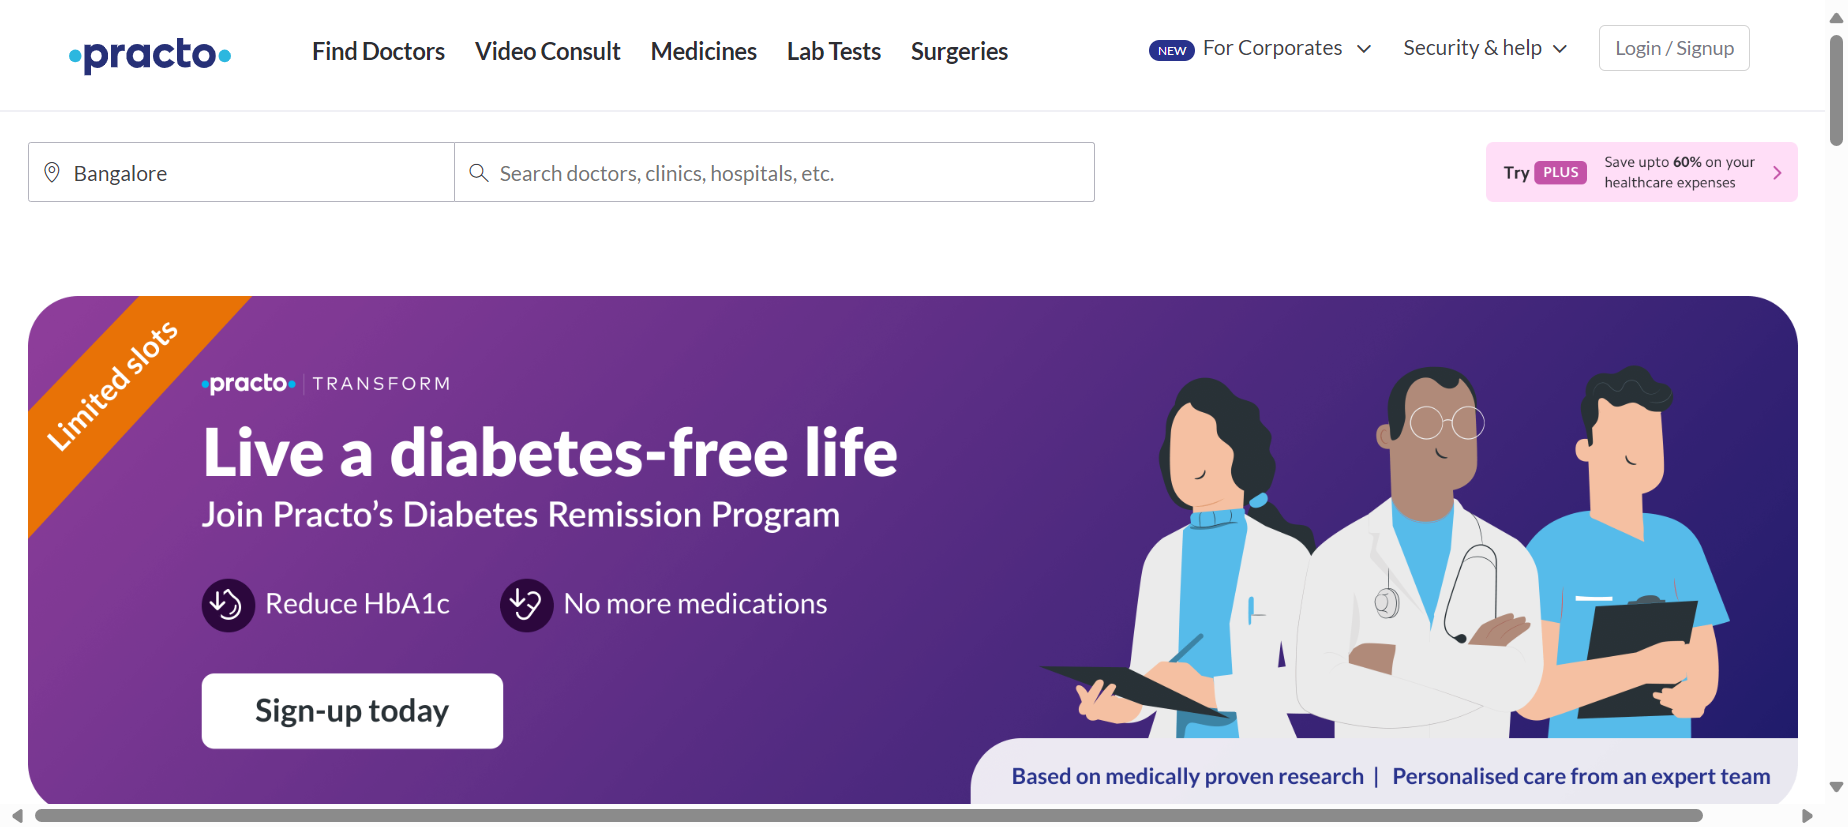 practo
Find Doctors
Video Consult
Medicines
Lab Tests
Surgeries
NEW For Corporates
Security & help
Login / Signup
Bangalore
Search doctors, clinics, hospitals, etc.
Try PLUS
Save upto 60% on your
healthcare expenses
Limited slots
practo | TRANSFORM
Live a diabetes-free life
Join Practo’s Diabetes Remission Program
Reduce HbA1c
No more medications
Sign-up today
Based on medically proven research | Personalised care from an expert team